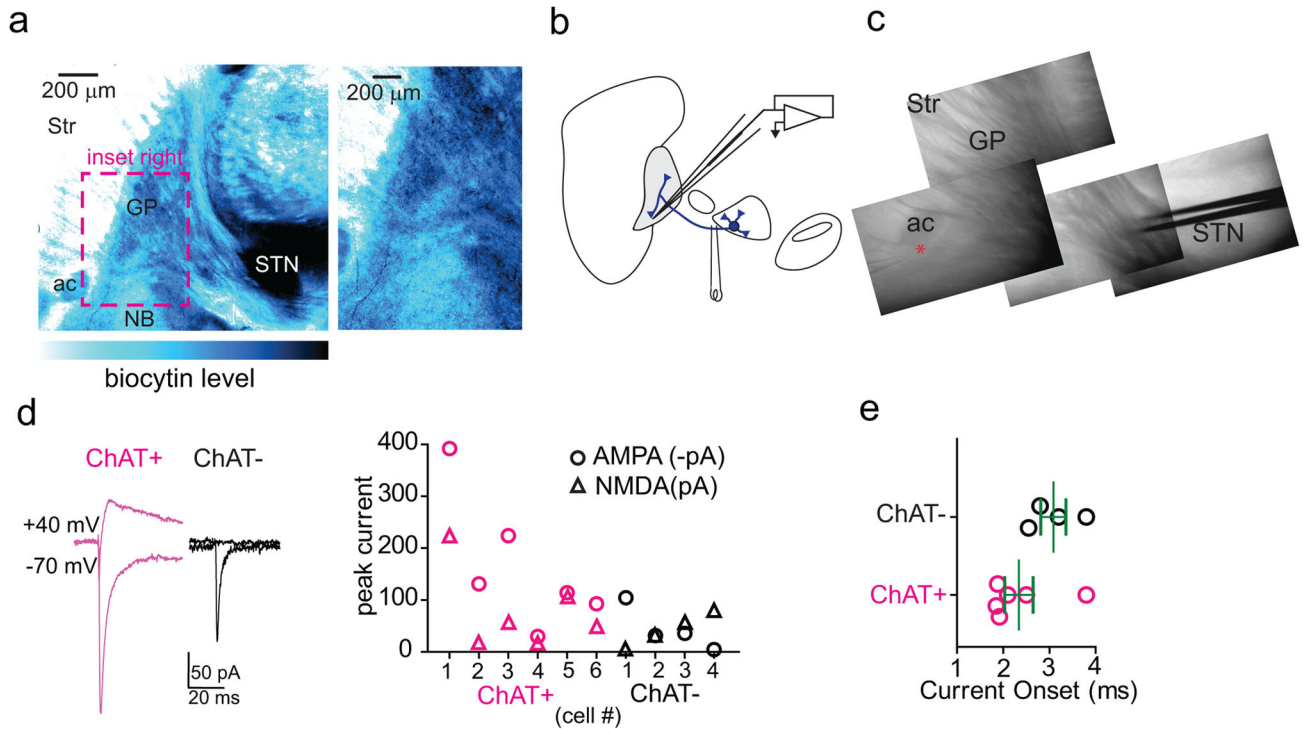 a
200 μm
Str
inset right
GP
STN
ac
NB
biocytin level
200 μm
b
c
Str
GP
ac
*
STN
d
ChAT+
ChAT-
+40 mV
-70 mV
50 pA
20 ms
400
300
200
100
0
peak current
AMPA (-pA)
NMDA(pA)
1 2 3 4 5 6 1 2 3 4
ChAT+ ChAT-
(cell #)
e
ChAT-
ChAT+
1 2 3 4
Current Onset (ms)